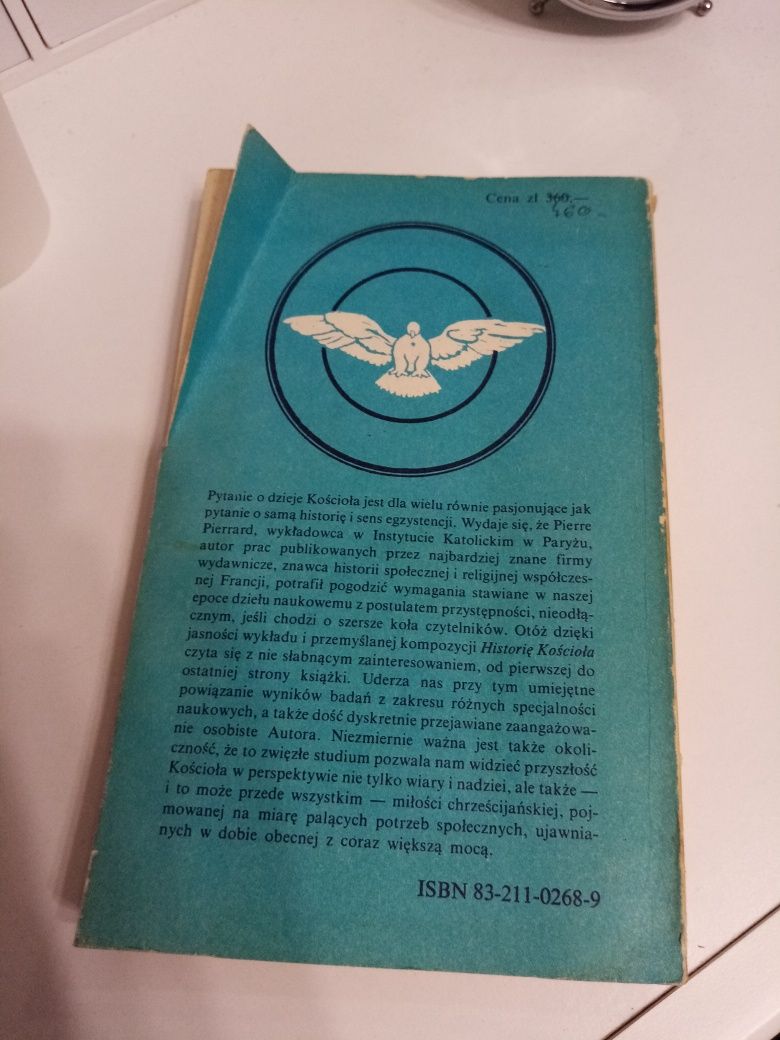 Cena zł 360,—
460.—
Pytanie o dzieje Kościoła jest dla wielu równie pasjonujące jak
pytanie o samą historię i sens egzystencji. Wydaje się, że Pierre
Pierrard, wykładowca w Instytucie Katolickim w Paryżu,
autor prac publikowanych przez najbardziej znane firmy
wydawnicze, znawca historii społecznej i religijnej współczes-
nej Francji, potrafił pogodzić wymagania stawiane w naszej
epoce dziełu naukowemu z postulatem przystępności, nieodłą-
cznym, jeśli chodzi o szersze koła czytelników. Otóż dzięki
jasności wykładu i przemyślanej kompozycji Historię Kościoła
czyta się z nie słabnącym zainteresowaniem, od pierwszej do
ostatniej strony książki. Uderza nas przy tym umiejętne
powiązanie wyników badań z zakresu różnych specjalności
naukowych, a także dość dyskretnie przejawiane zaangażowa-
nie osobiste Autora. Niezmiernie ważna jest także okoli-
czność, że to zwięzłe studium pozwala nam widzieć przyszłość
Kościoła w perspektywie nie tylko wiary i nadziei, ale także —
i to może przede wszystkim — miłości chrześcijańskiej, poj-
mowanej na miarę palących potrzeb społecznych, ujawnia-
nych w dobie obecnej z coraz większą mocą.
ISBN 83-211-0268-9